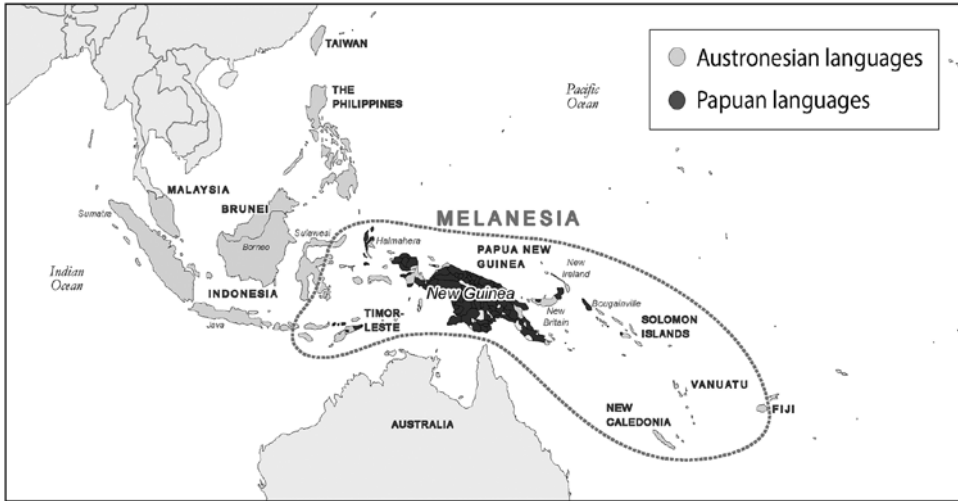 TAIWAN
THE
PHILIPPINES
Pacific
Ocean
Austronesian languages
Papuan languages
MALAYSIA
Sumatra
BRUNEI
Borneo
Sulawesi
Halmahera
MELANESIA
PAPUA NEW
GUINEA
New
Ireland
Indian
Ocean
INDONESIA
Java
New Guinea
TIMOR-
LESTE
New
Britain
Bougainville
SOLOMON
ISLANDS
VANUATU
NEW
CALEDONIA
FIJI
AUSTRALIA